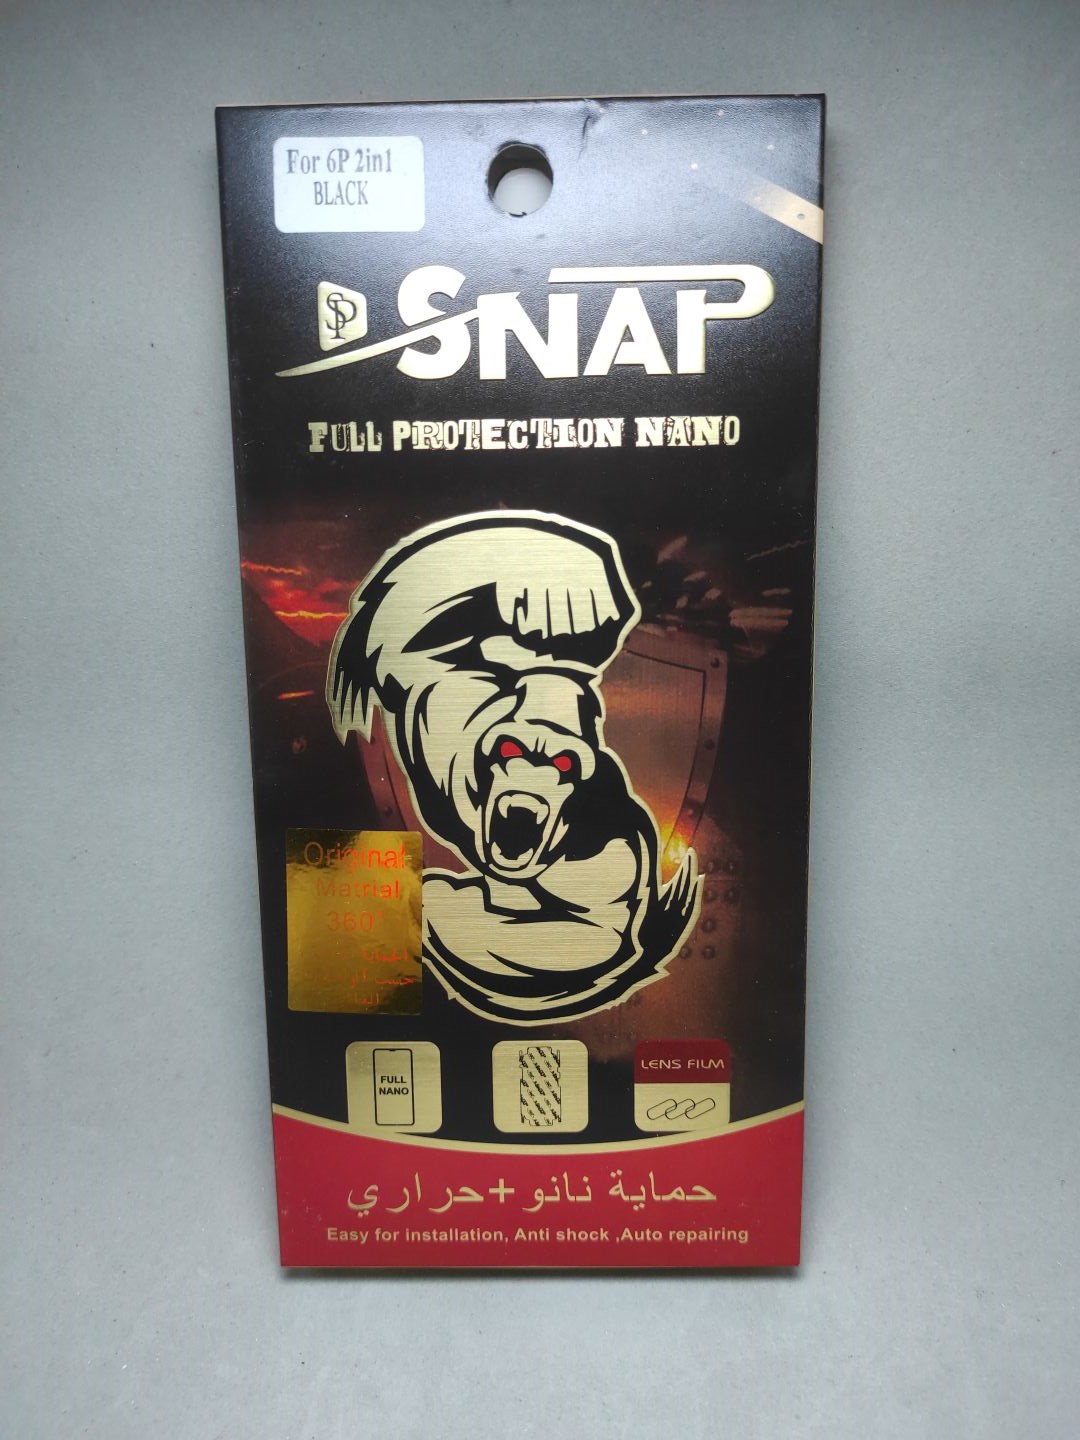 For 6P 2in1
BLACK
SP
SNAP
FULL PROTECTION NANO
Original
Matrial
360°
حسب
FULL
NANO
LENS FILM
حماية نانو+حراري
Easy for installation, Anti shock ,Auto repairing